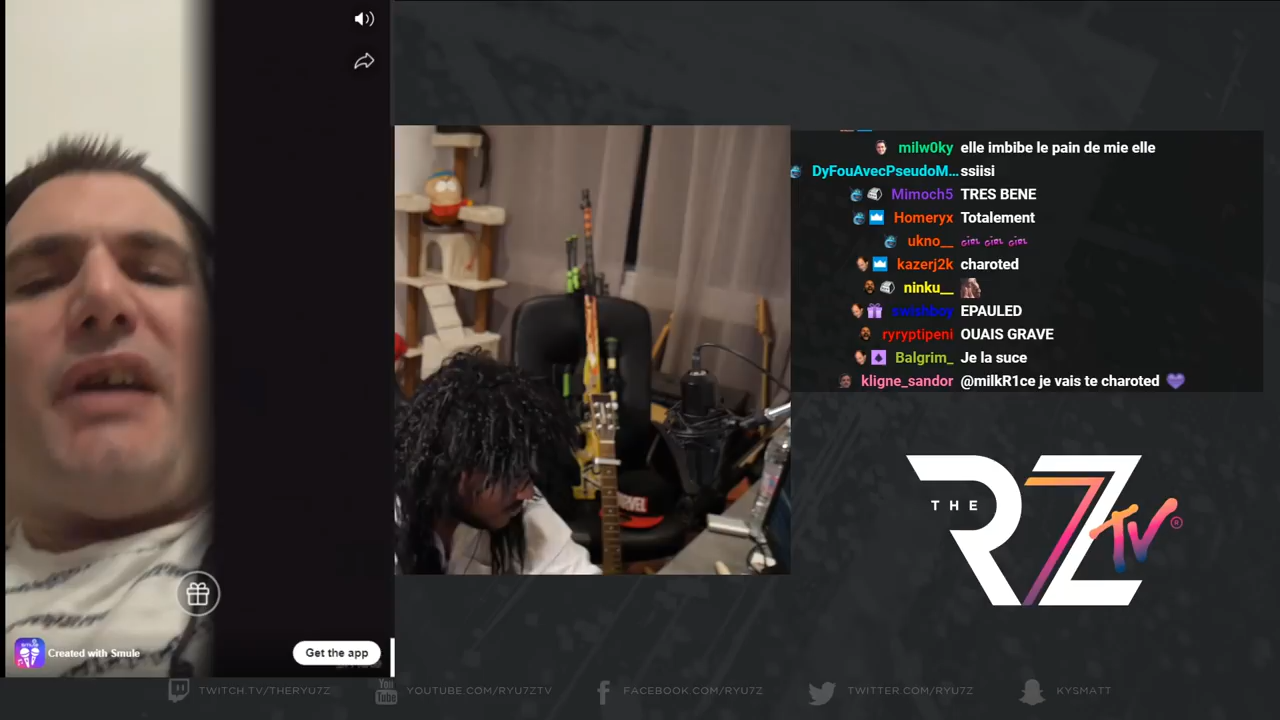 milw0ky elle imbibe le pain de mie elle
DyFouAvecPseudoM... ssiisi
Mimoch5 TRES BENE
Homeryx Totalement
ukno__ GIRL GIRL GIRL
kazerj2k charoted
ninku__
swishboy EPAULED
ryryptipeni OUAIS GRAVE
Balgrim_ Je la suce
kligne_sandor @milkR1ce je vais te charoted
MARVEL
THE
R7Z TV
Created with Smule
Get the app
TWITCH.TV/THERYU7Z
YOUTUBE.COM/RYU7ZTV
FACEBOOK.COM/RYU7Z
TWITTER.COM/RYU7Z
KYSMATT